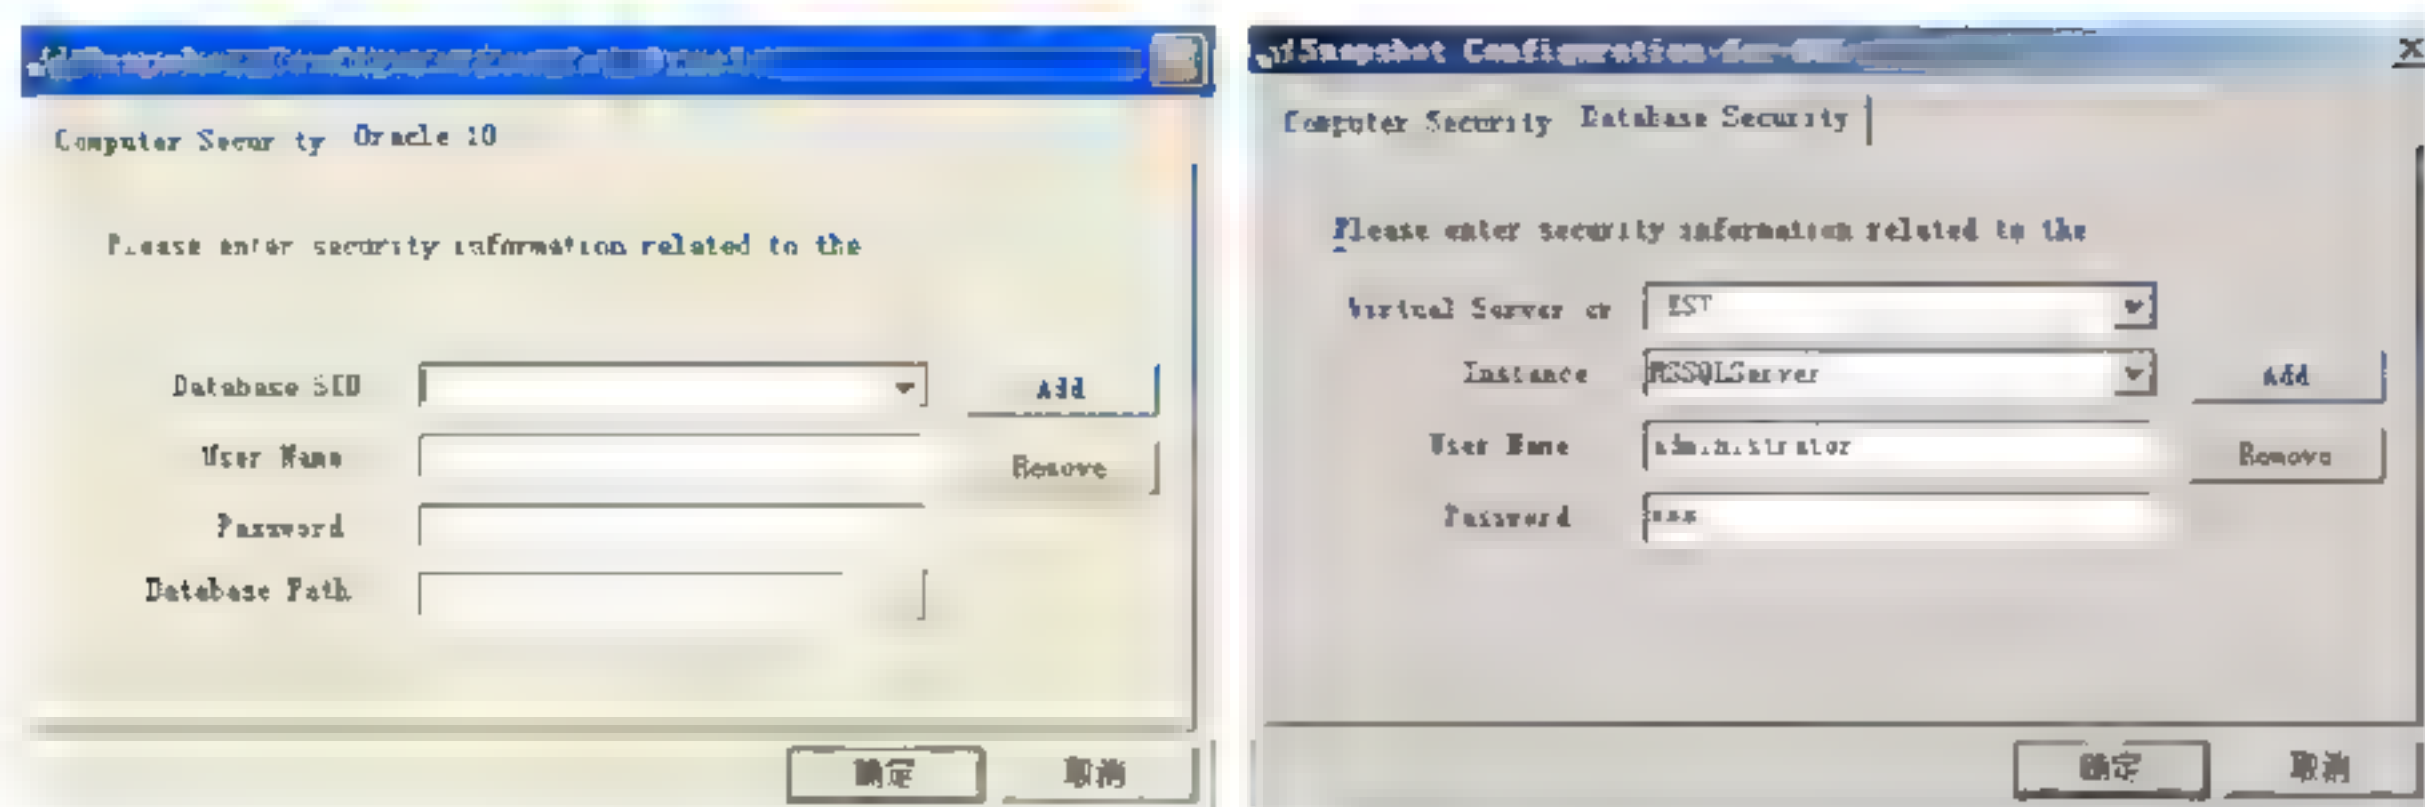 Computer Security Oracle 10
Please enter security information related to the
Database SID
Add
User Name
Remove
Password
Database Path
确定 取消
Snapshot Configuration for
Computer Security Database Security
Please enter security information related to the
Virtual Server or
Instance MSSQLServer
Add
User Name administrator
Remove
Password ***
确定 取消